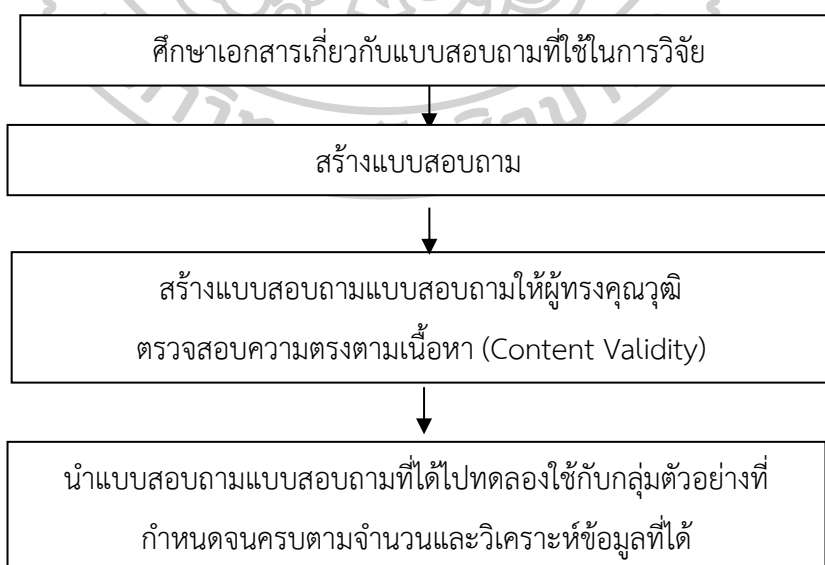 ศึกษาเอกสารเกี่ยวกับแบบสอบถามที่ใช้ในการวิจัย
สร้างแบบสอบถาม
สร้างแบบสอบถามแบบสอบถามให้ผู้ทรงคุณวุฒิ
ตรวจสอบความตรงตามเนื้อหา (Content Validity)
นำแบบสอบถามแบบสอบถามที่ได้ไปทดลองใช้กับกลุ่มตัวอย่างที่
กำหนดจนครบตามจำนวนและวิเคราะห์ข้อมูลที่ได้